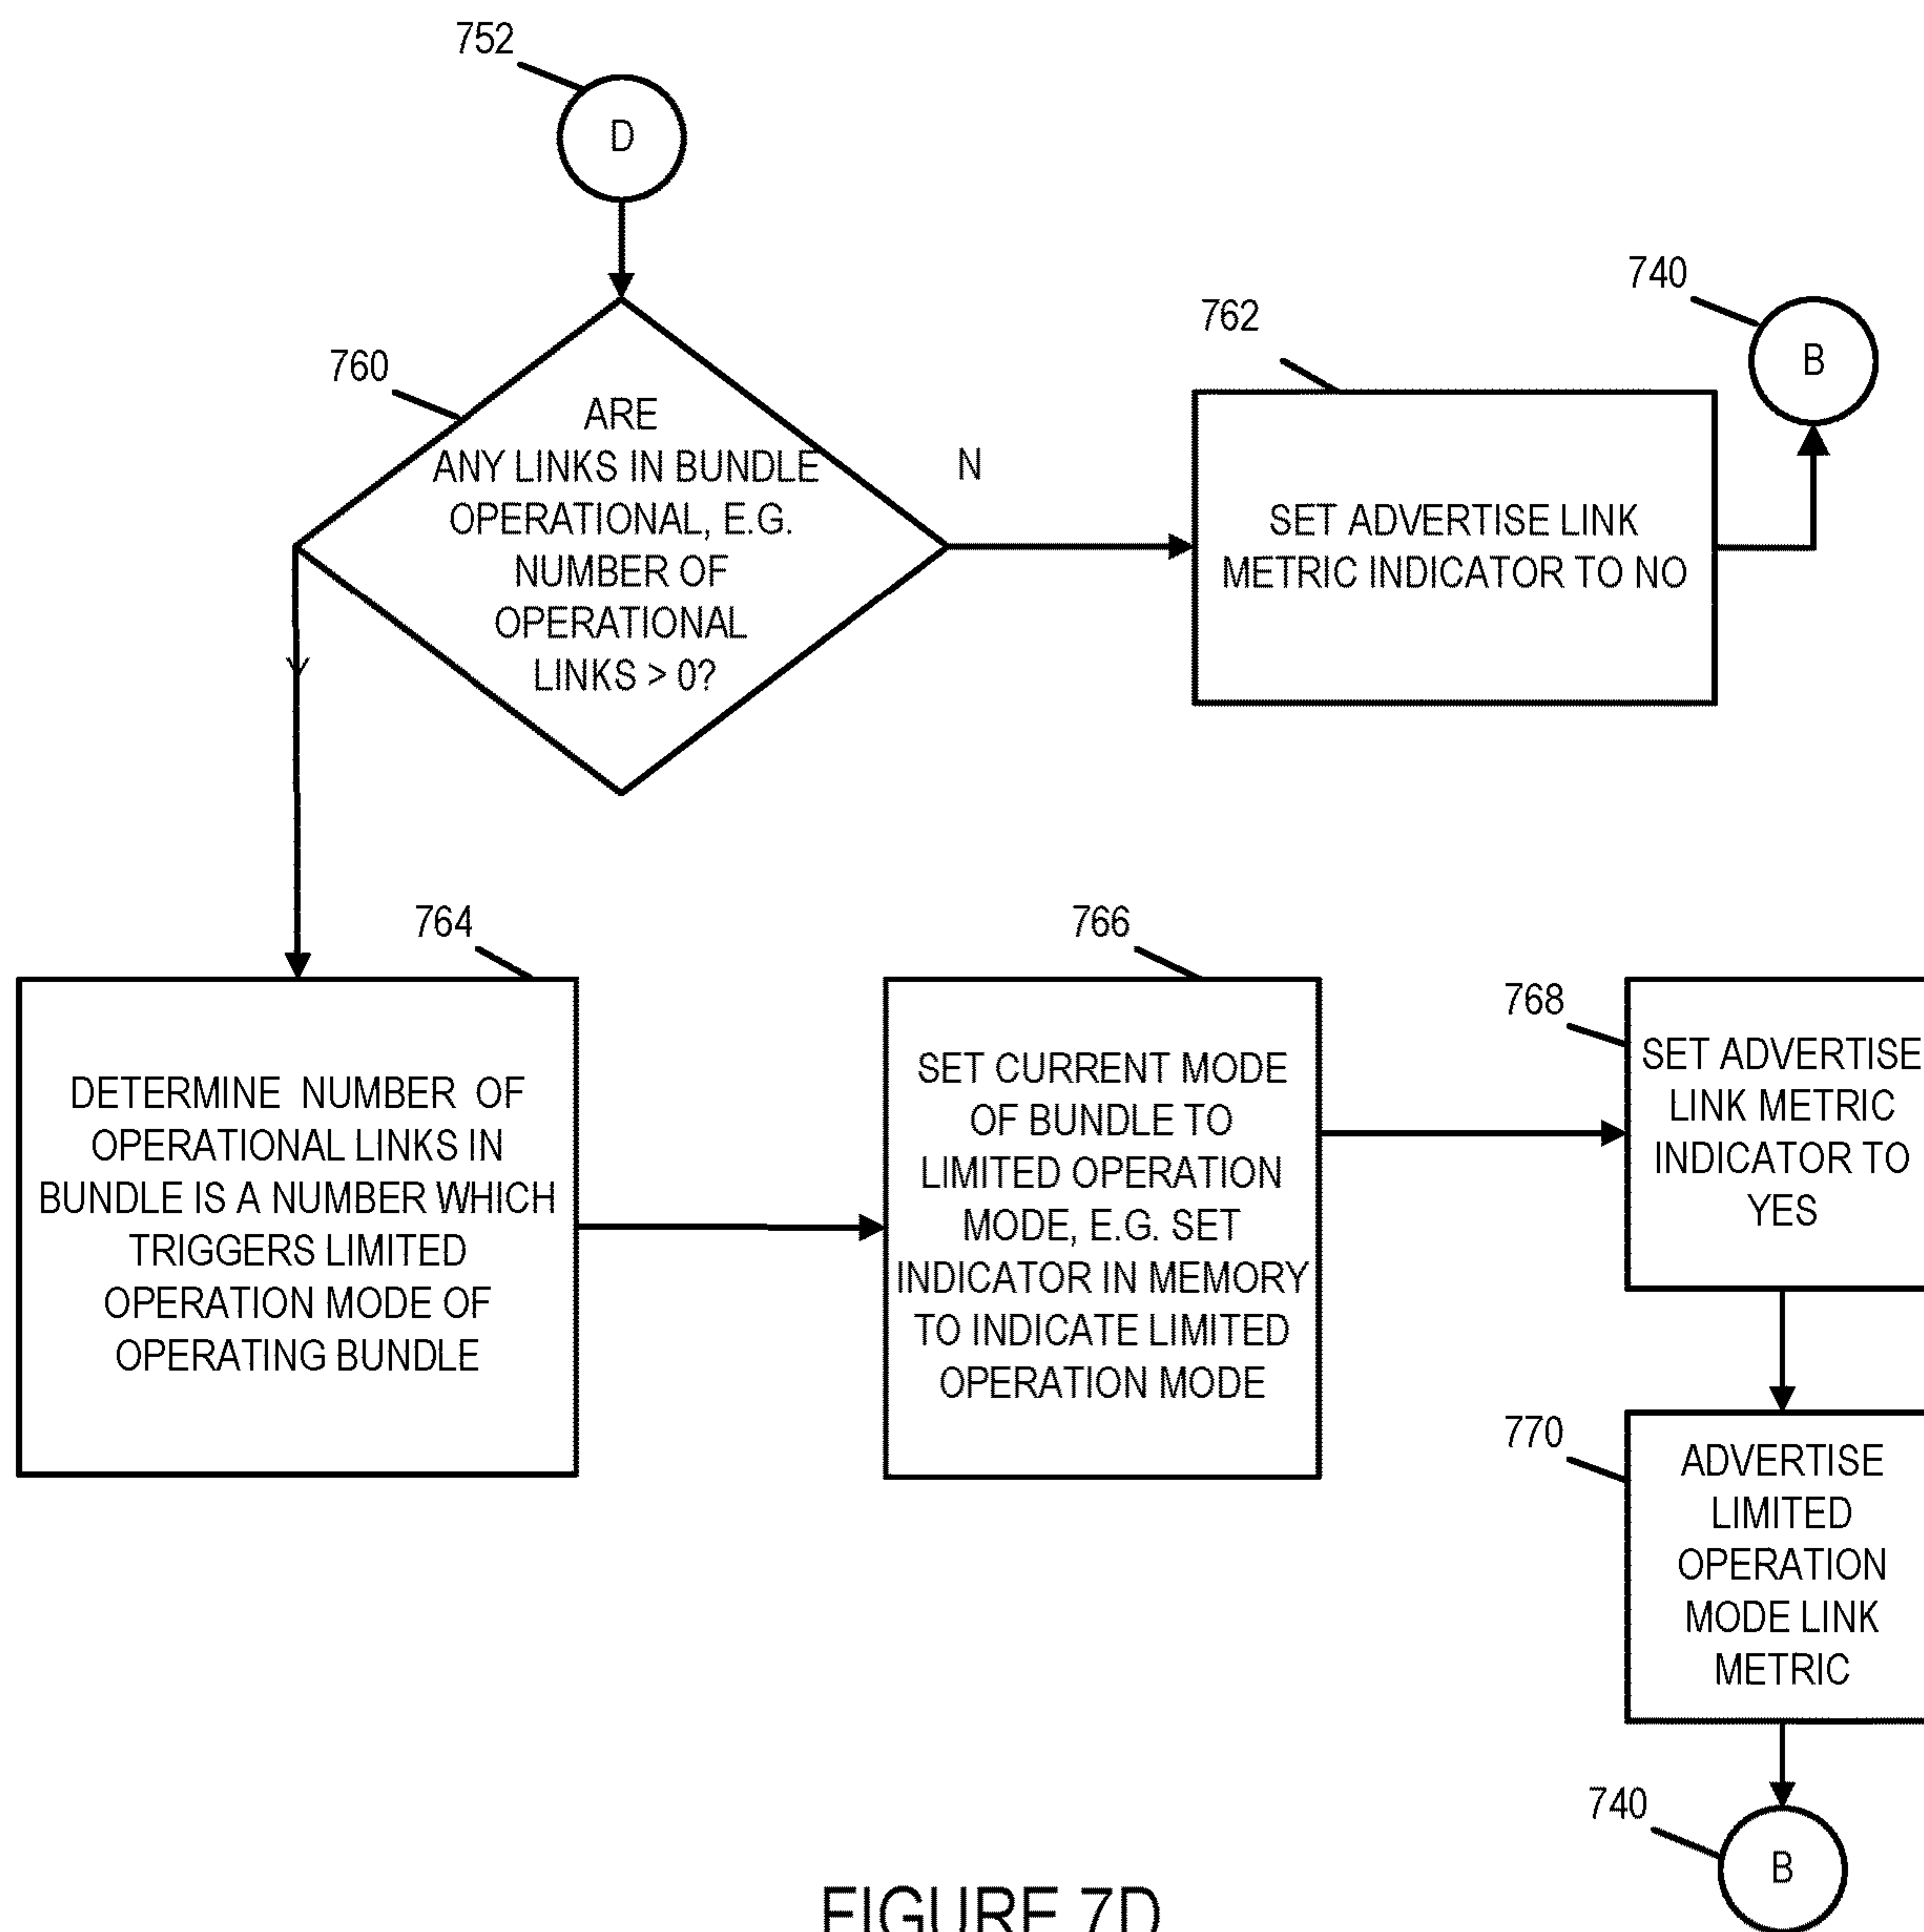 752
D
740
B
762
760
ARE
ANY LINKS IN BUNDLE
OPERATIONAL, E.G.
NUMBER OF
OPERATIONAL
LINKS > 0?
N
SET ADVERTISE LINK
METRIC INDICATOR TO NO
Y
764
DETERMINE NUMBER OF
OPERATIONAL LINKS IN
BUNDLE IS A NUMBER WHICH
TRIGGERS LIMITED
OPERATION MODE OF
OPERATING BUNDLE
766
SET CURRENT MODE
OF BUNDLE TO
LIMITED OPERATION
MODE, E.G. SET
INDICATOR IN MEMORY
TO INDICATE LIMITED
OPERATION MODE
768
SET ADVERTISE
LINK METRIC
INDICATOR TO
YES
770
ADVERTISE
LIMITED
OPERATION
MODE LINK
METRIC
740
B
FIGURE 7D